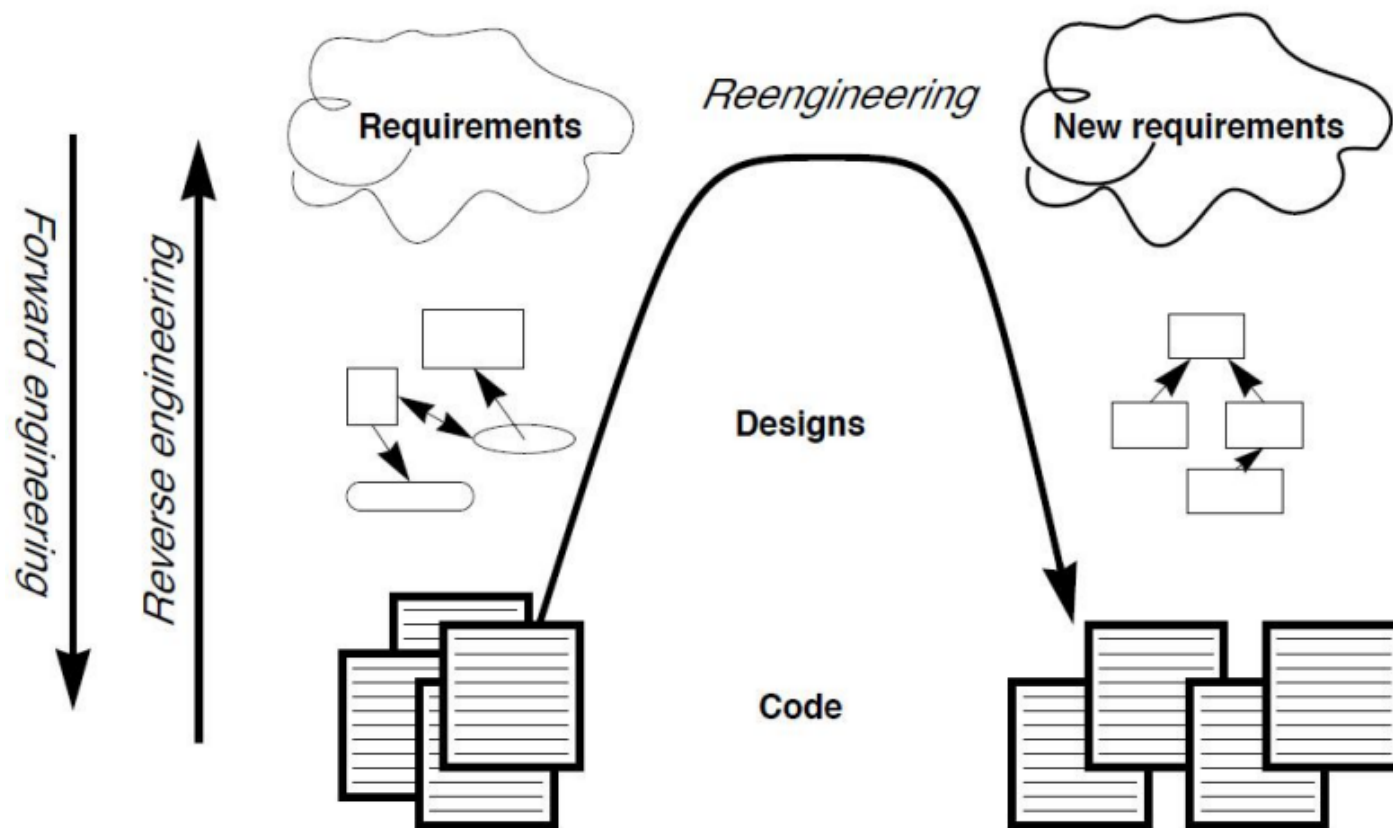 Reengineering
Requirements
New requirements
Forward engineering
Reverse engineering
Designs
Code